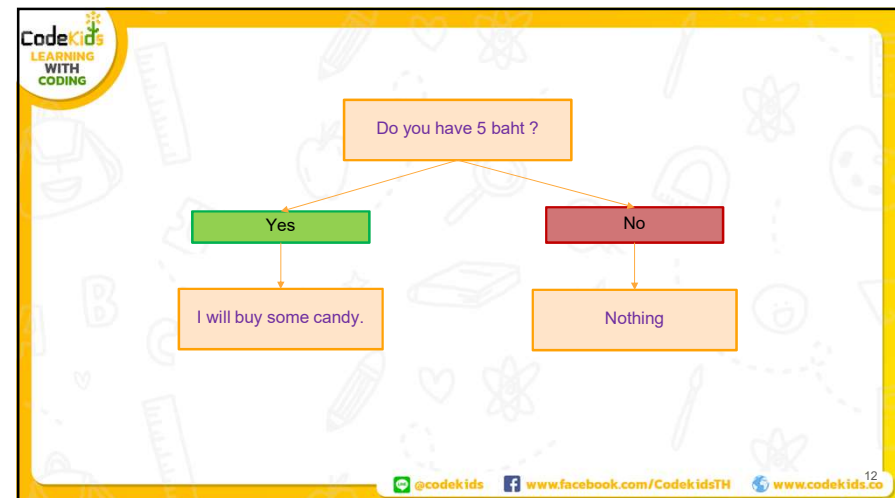 CodeKids
LEARNING
WITH
CODING
Do you have 5 baht ?
Yes
No
I will buy some candy.
Nothing
@codekids
www.facebook.com/CodekidsTH
www.codekids.co
12